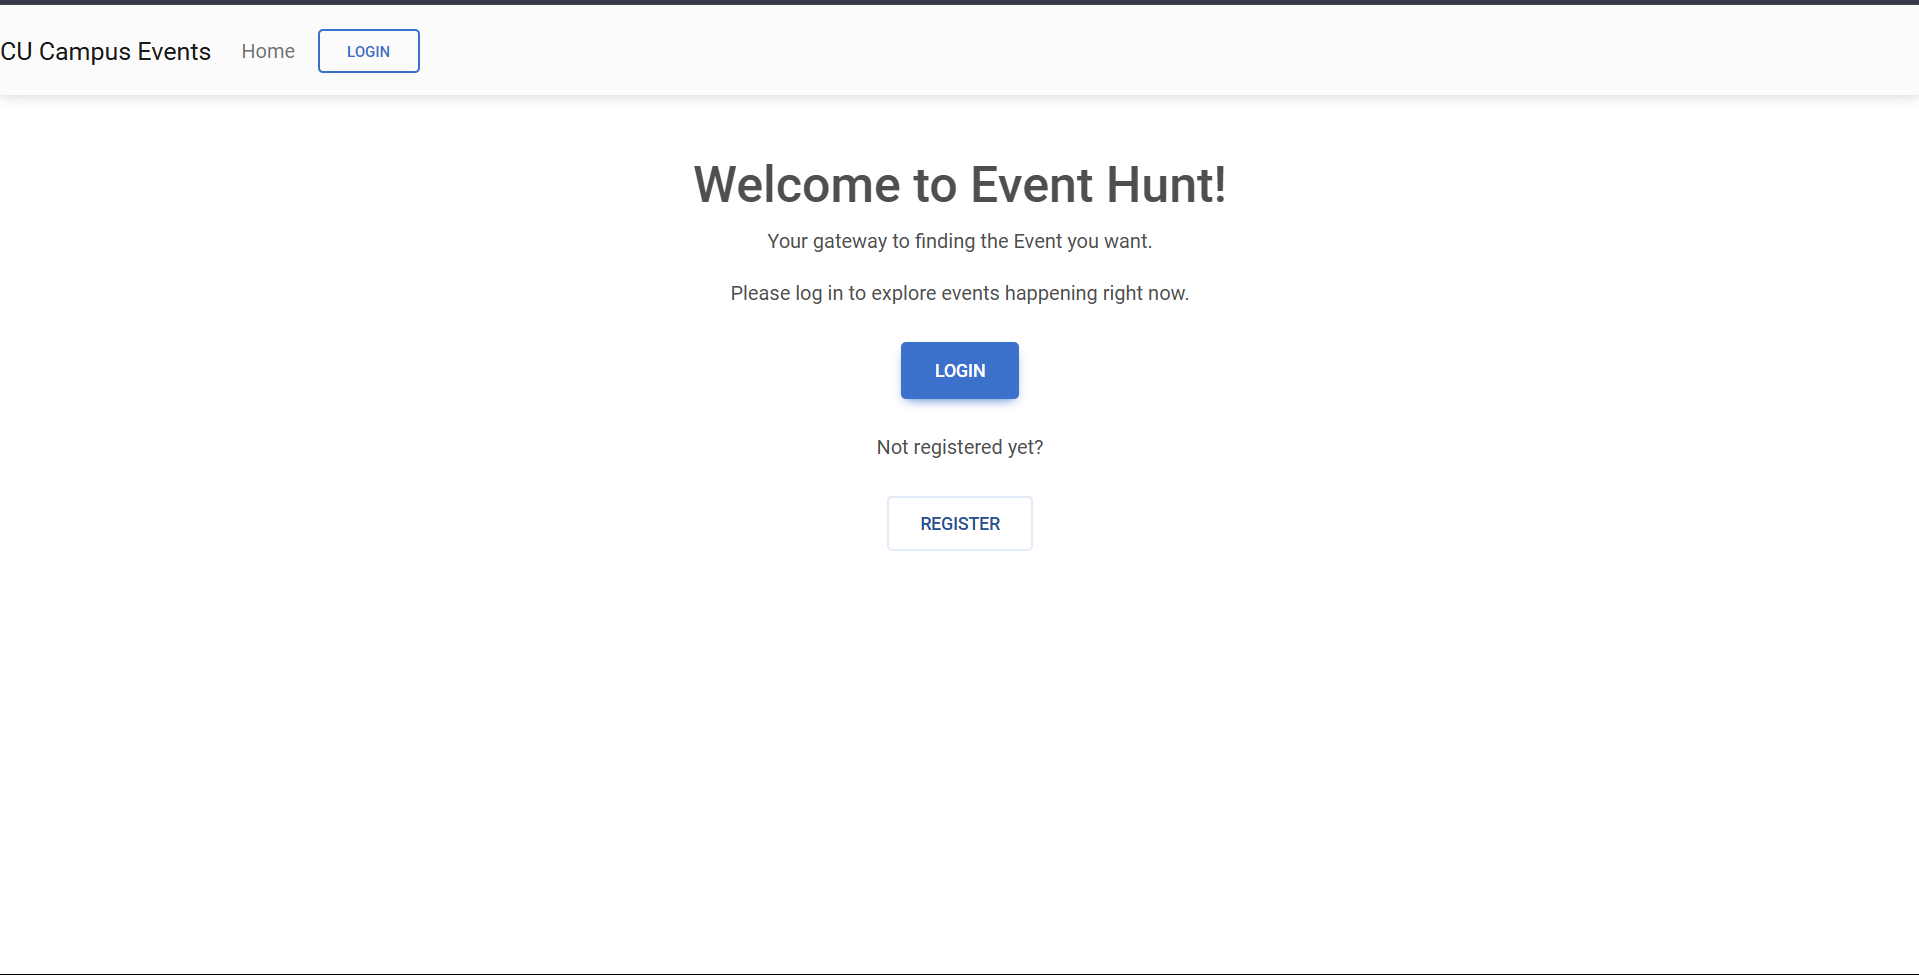 CU Campus Events Home LOGIN
Welcome to Event Hunt!
Your gateway to finding the Event you want.
Please log in to explore events happening right now.
LOGIN
Not registered yet?
REGISTER